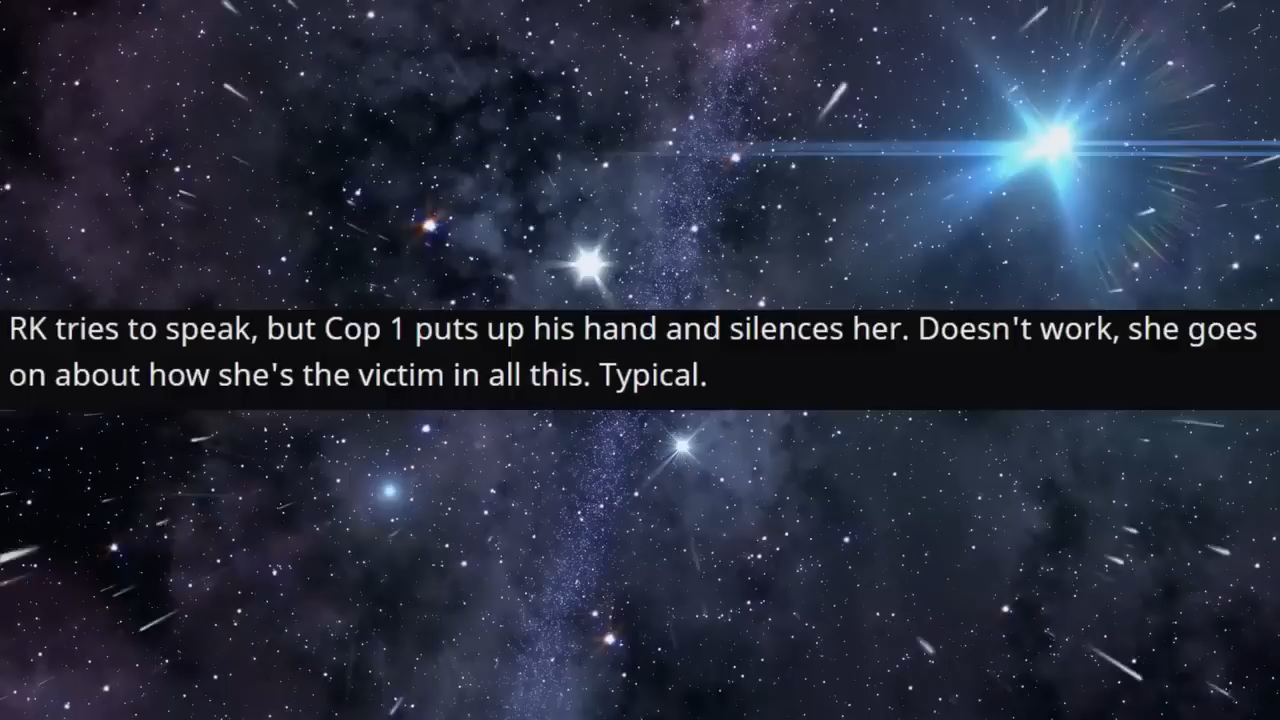 RK tries to speak, but Cop 1 puts up his hand and silences her. Doesn't work, she goes
on about how she's the victim in all this. Typical.